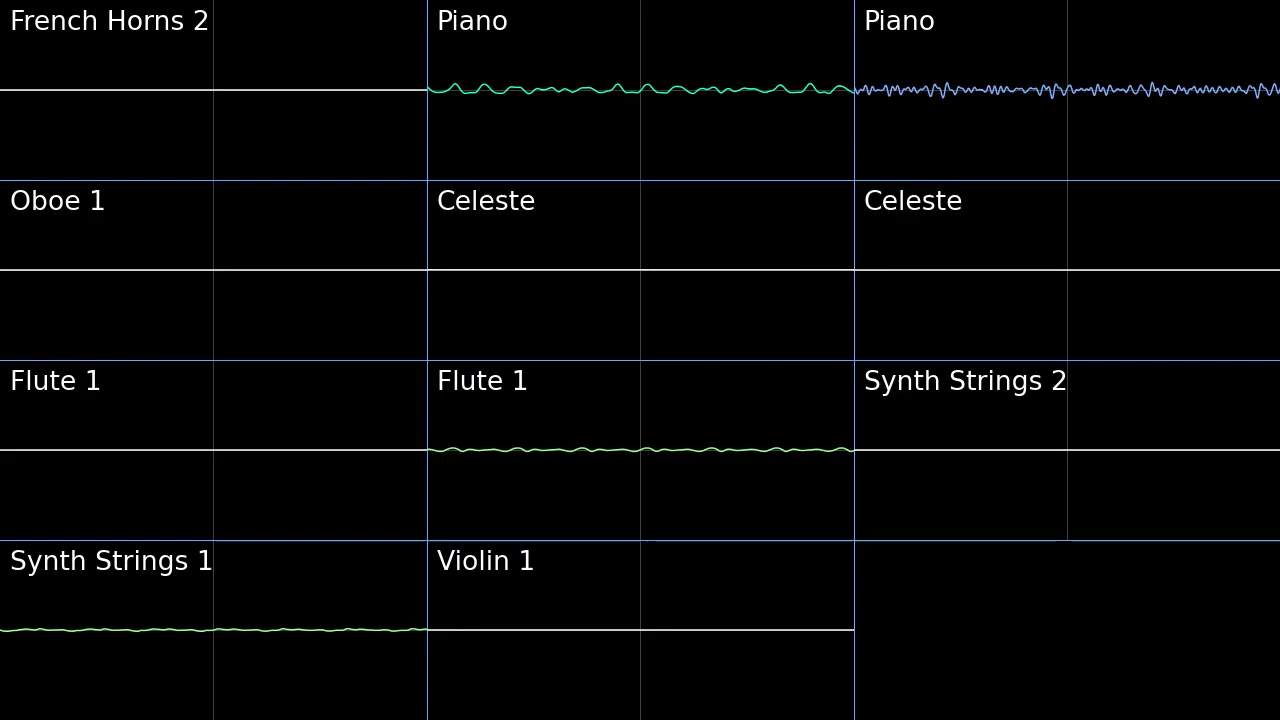 French Horns 2
Piano
Piano
Oboe 1
Celeste
Celeste
Flute 1
Flute 1
Synth Strings 2
Synth Strings 1
Violin 1